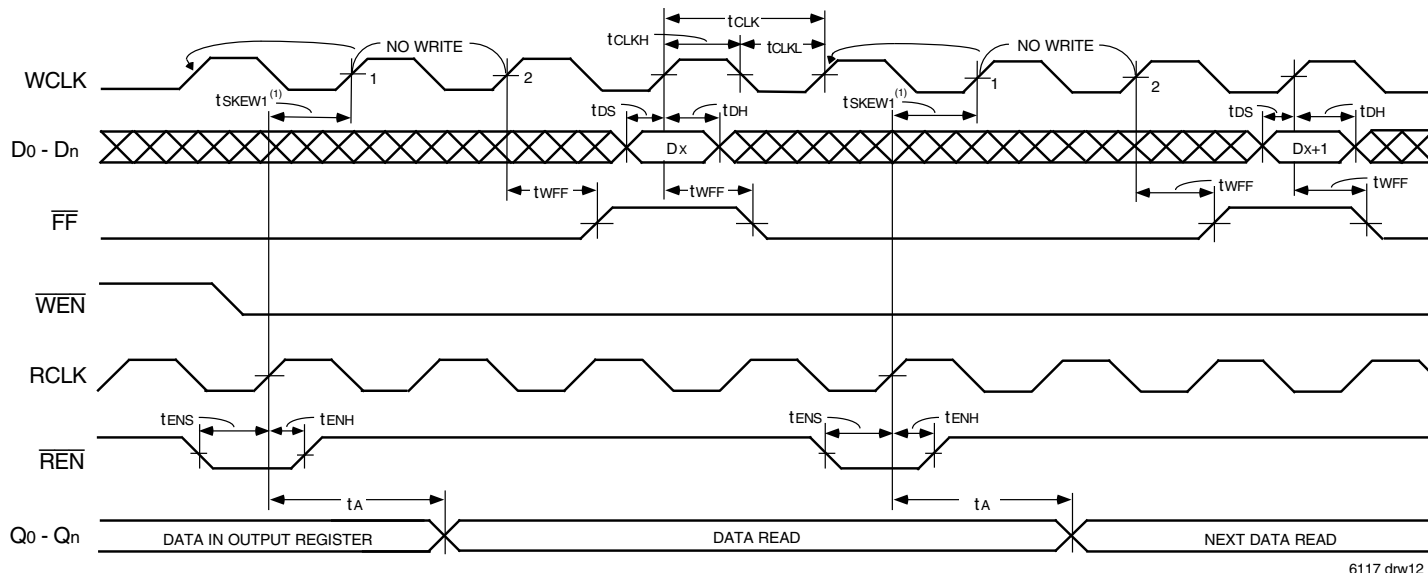 tCLK
tCLKH
tCLKL
NO WRITE
NO WRITE
WCLK
1
2
1
2
tSKEW1(1)
tSKEW1(1)
tDS
tDH
tDS
tDH
D0 - Dn
Dx
Dx+1
tWFF
tWFF
tWFF
tWFF
FF
WEN
RCLK
tENS
tENH
tENS
tENH
REN
tA
tA
Q0 - Qn
DATA IN OUTPUT REGISTER
DATA READ
NEXT DATA READ
6117 drw12